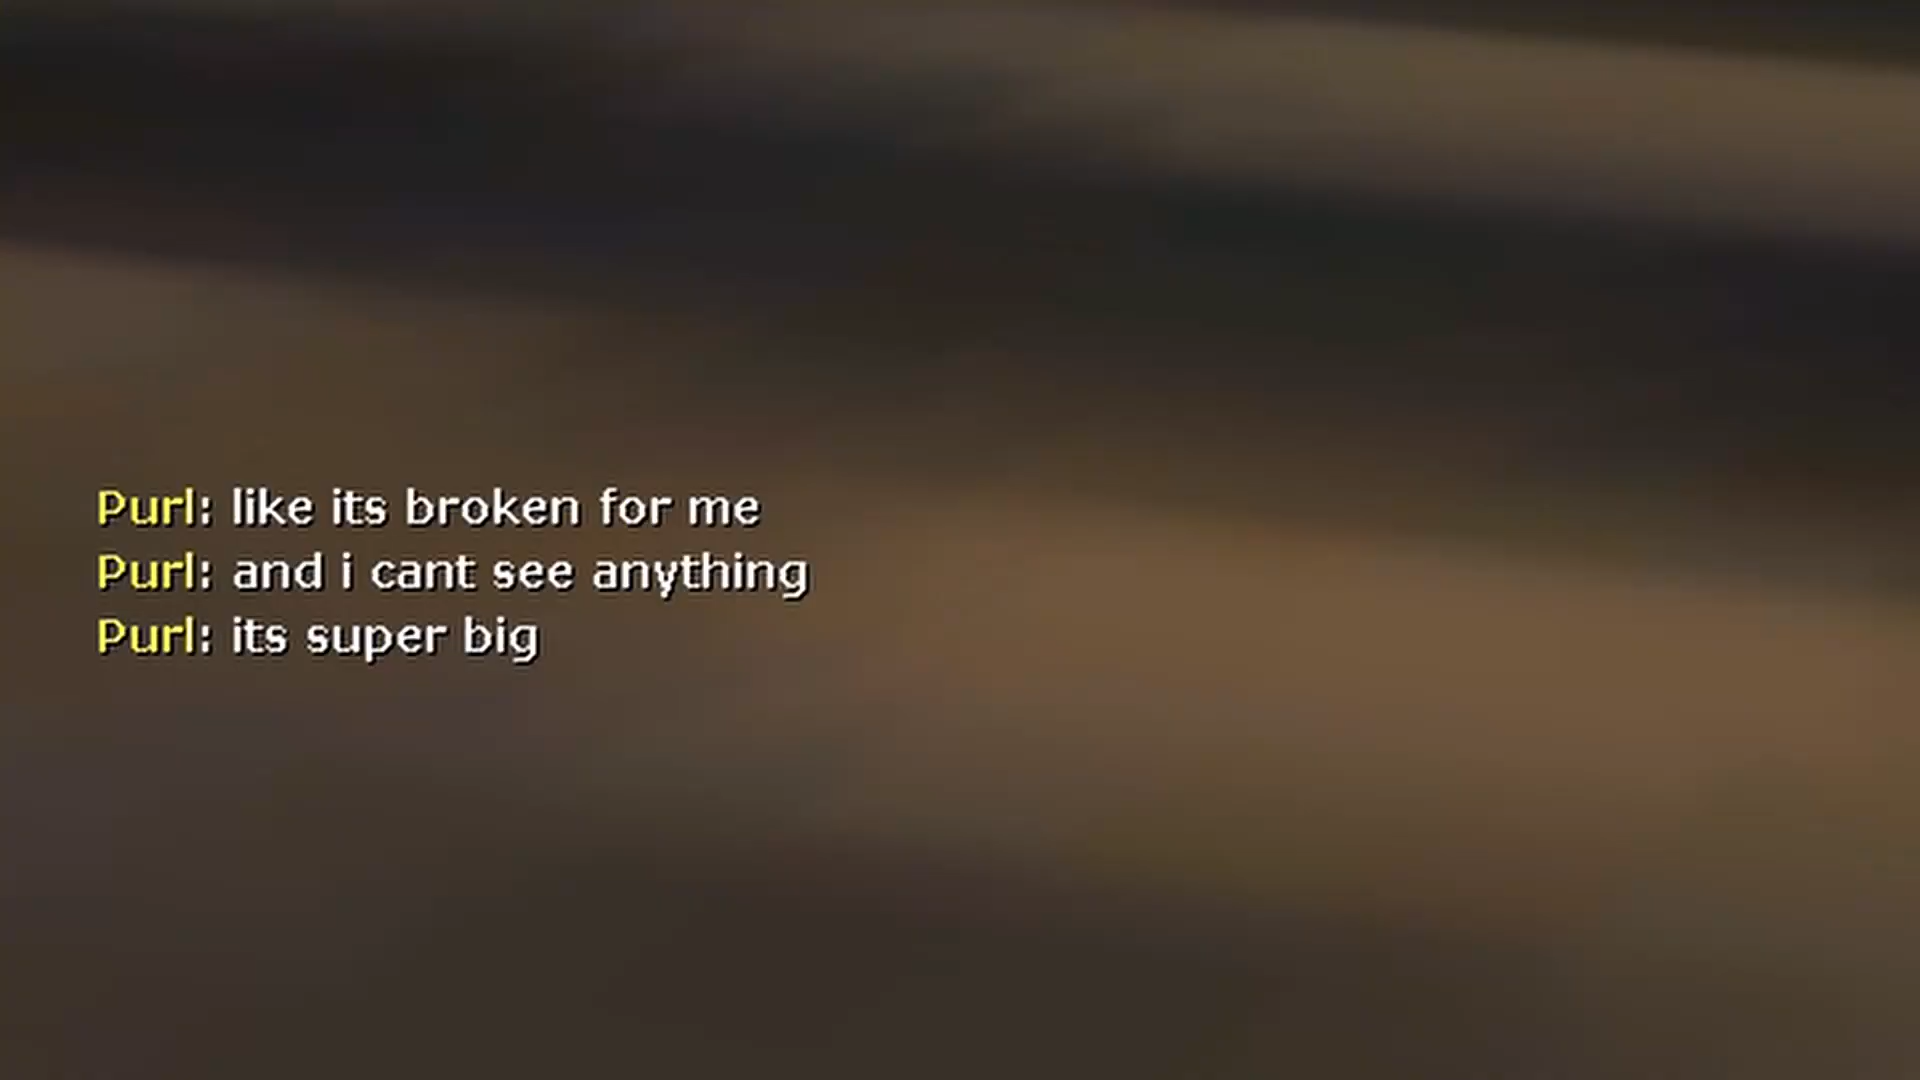 Purl: like its broken for me
Purl: and i cant see anything
Purl: its super big